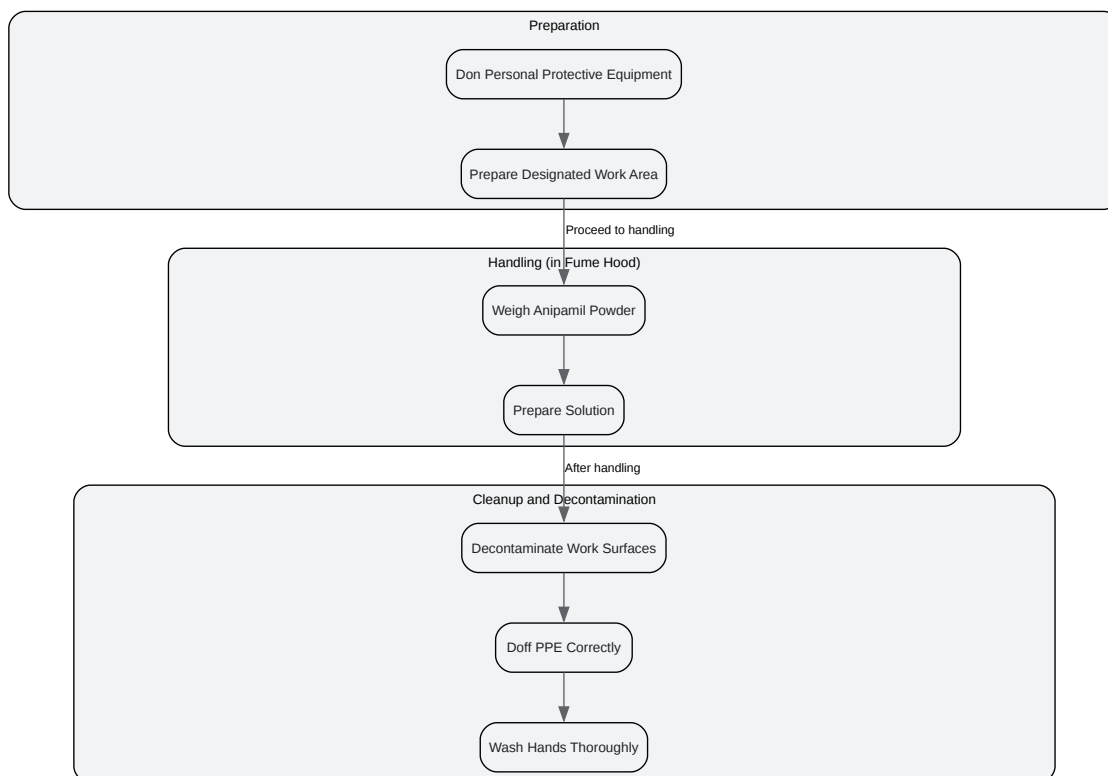 Preparation
Don Personal Protective Equipment
Prepare Designated Work Area
Proceed to handling
Handling (in Fume Hood)
Weigh Anipamil Powder
Prepare Solution
After handling
Cleanup and Decontamination
Decontaminate Work Surfaces
Doff PPE Correctly
Wash Hands Thoroughly